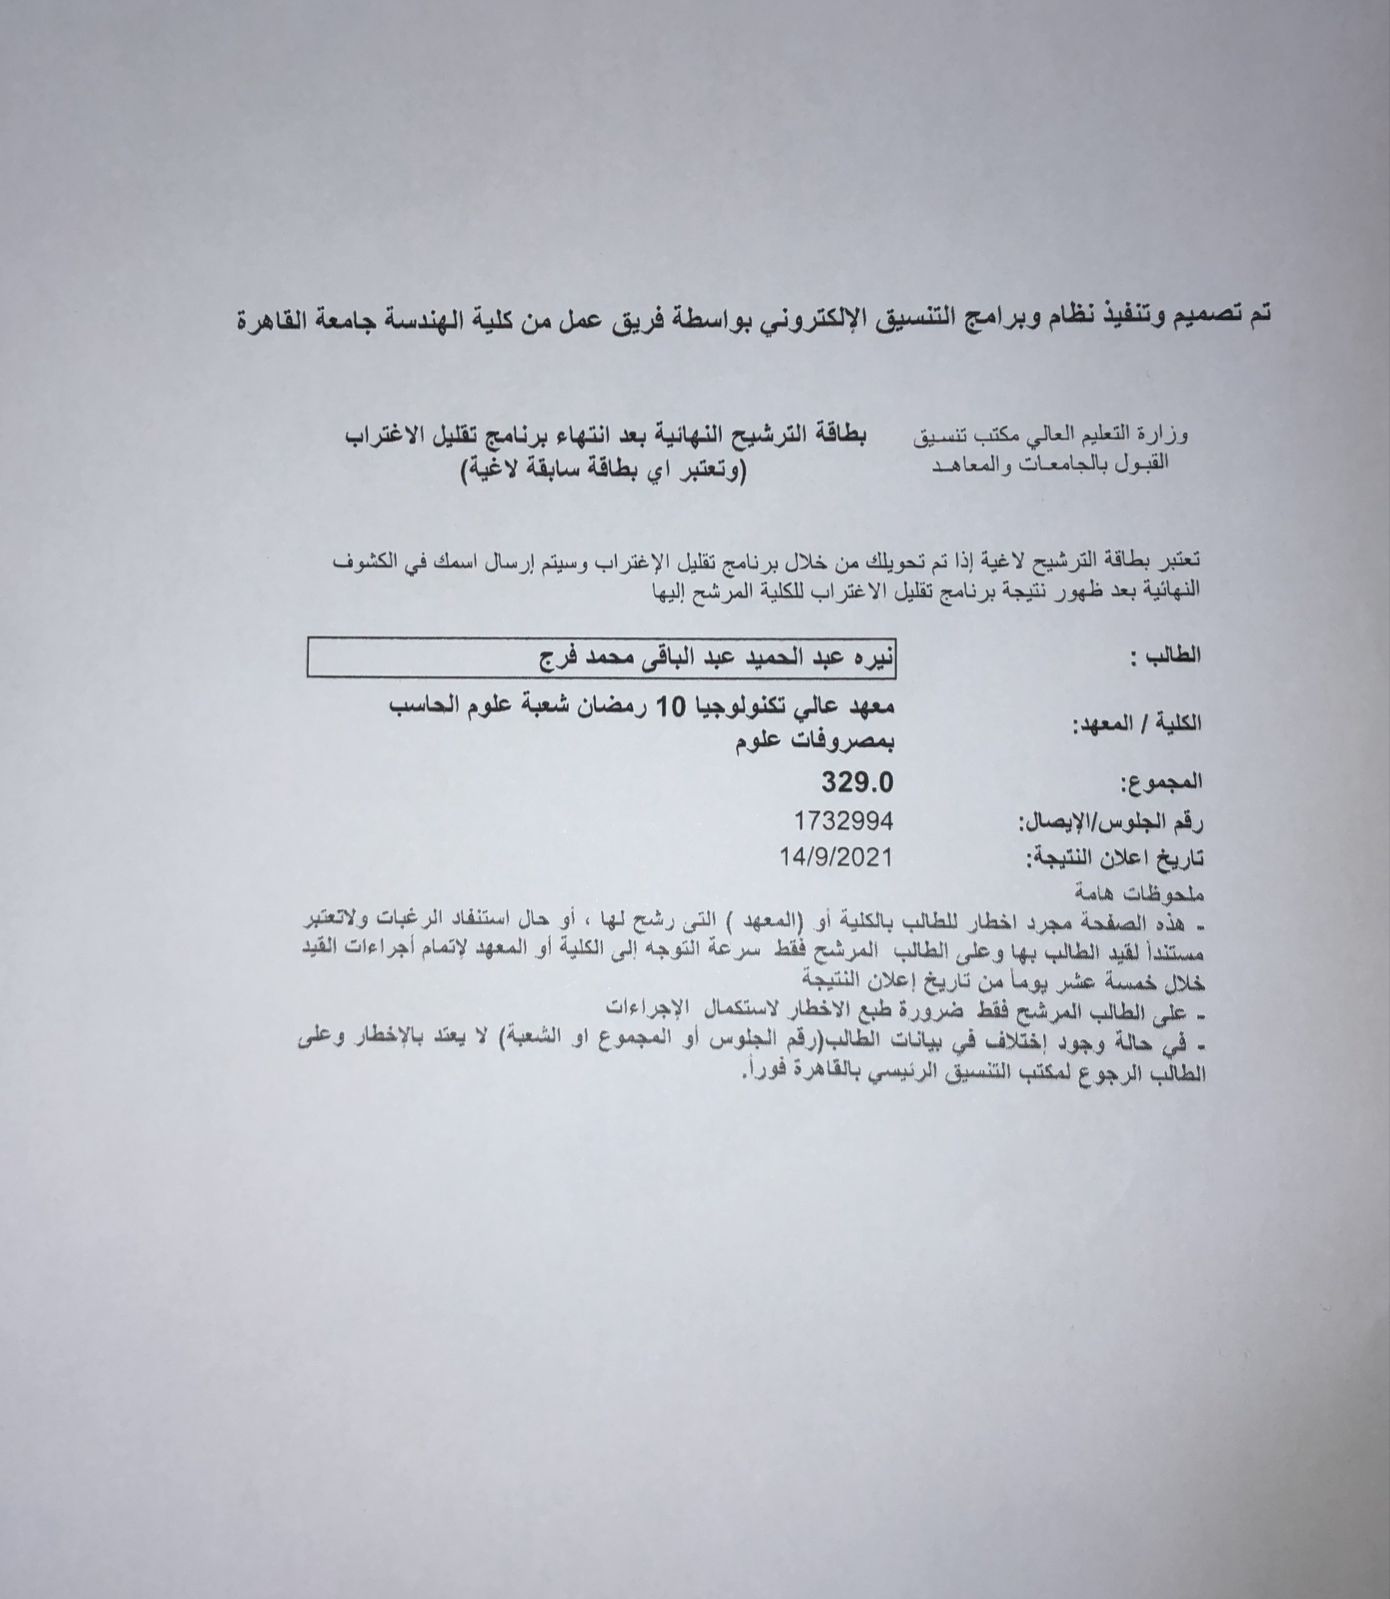 تم تصميم وتنفيذ نظام وبرامج التنسيق الإلكتروني بواسطة فريق عمل من كلية الهندسة جامعة القاهرة
وزارة التعليم العالي مكتب تنسيق
القبول بالجامعات والمعاهد
بطاقة الترشيح النهائية بعد انتهاء برنامج تقليل الاغتراب
(وتعتبر اي بطاقة سابقة لاغية)
تعتبر بطاقة الترشيح لاغية إذا تم تحويلك من خلال برنامج تقليل الإغتراب وسيتم إرسال اسمك في الكشوف
النهائية بعد ظهور نتيجة برنامج تقليل الاغتراب للكلية المرشح إليها
الطالب : نيره عبد الحميد عبد الباقى محمد فرج
الكلية / المعهد: معهد عالي تكنولوجيا 10 رمضان شعبة علوم الحاسب
بمصروفات علوم
المجموع: 329.0
رقم الجلوس/الإيصال: 1732994
تاريخ اعلان النتيجة: 14/9/2021
ملحوظات هامة
- هذه الصفحة مجرد اخطار للطالب بالكلية أو (المعهد ) التى رشح لها ، أو حال استنفاد الرغبات ولاتعتبر
مستنداً لقيد الطالب بها وعلى الطالب المرشح فقط سرعة التوجه إلى الكلية أو المعهد لإتمام أجراءات القيد
خلال خمسة عشر يوماً من تاريخ إعلان النتيجة
- على الطالب المرشح فقط ضرورة طبع الاخطار لاستكمال الإجراءات
- في حالة وجود إختلاف في بيانات الطالب(رقم الجلوس أو المجموع او الشعبة) لا يعتد بالإخطار وعلى
الطالب الرجوع لمكتب التنسيق الرئيسي بالقاهرة فوراً.